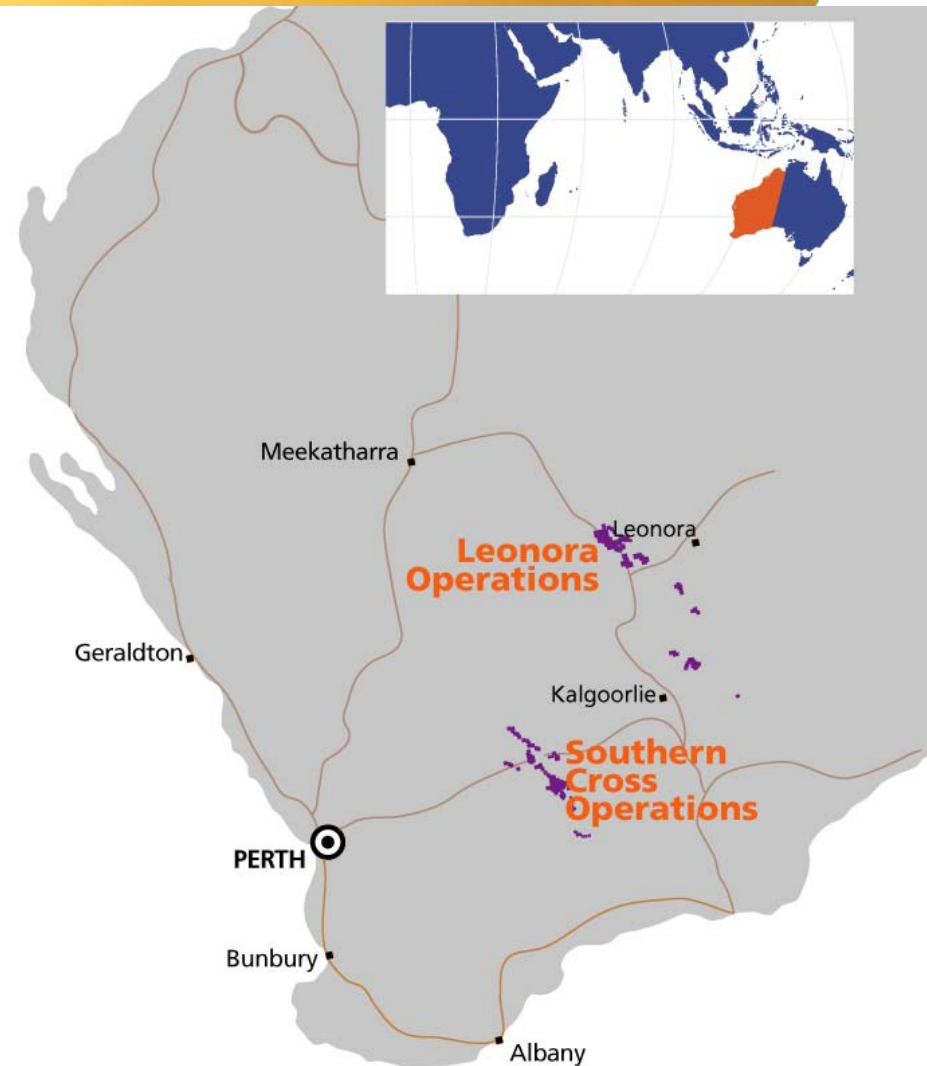 Meekatharra
Leonora
Leonora
Operations
Geraldton
Kalgoorlie
Southern
Cross
Operations
PERTH
Bunbury
Albany